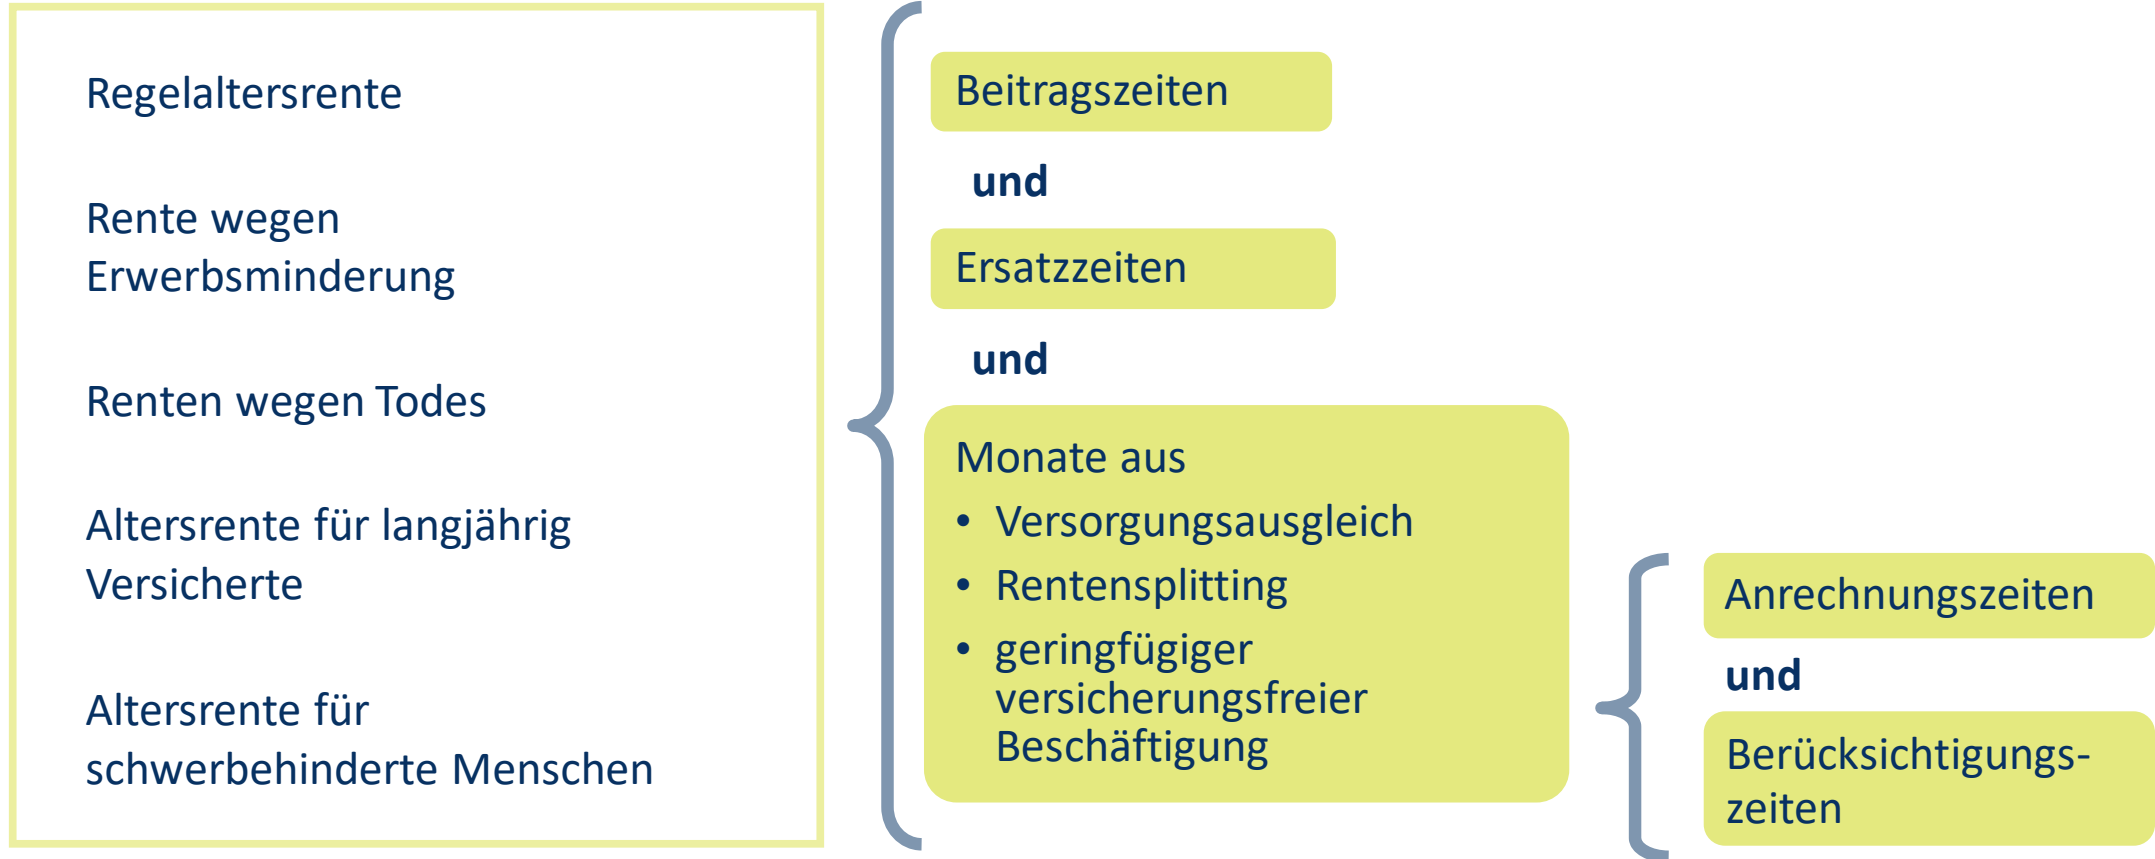 Regelaltersrente
Rente wegen
Erwerbsminderung
Renten wegen Todes
Altersrente für langjährig
Versicherte
Altersrente für
schwerbehinderte Menschen
Beitragszeiten
und
Ersatzzeiten
und
Monate aus
• Versorgungsausgleich
• Rentensplitting
• geringfügiger
versicherungsfreier
Beschäftigung
Anrechnungszeiten
und
Berücksichtigungs-
zeiten